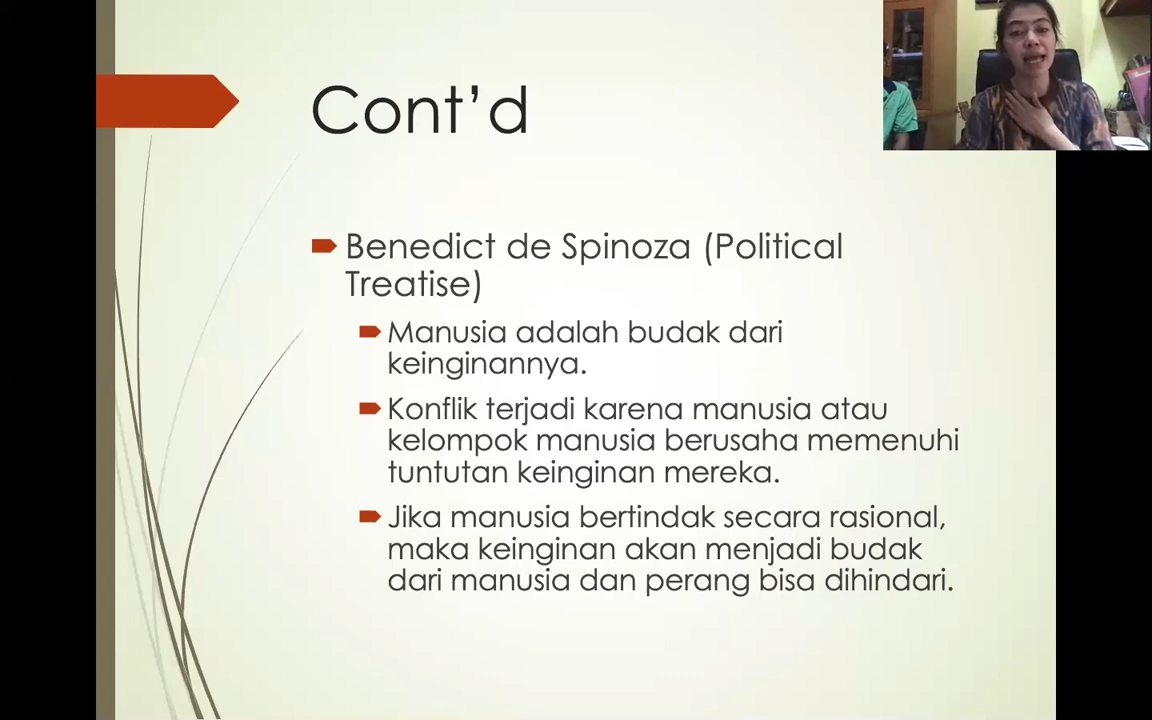 Cont’d
Benedict de Spinoza (Political
Treatise)
Manusia adalah budak dari
keinginannya.
Konflik terjadi karena manusia atau
kelompok manusia berusaha memenuhi
tuntutan keinginan mereka.
Jika manusia bertindak secara rasional,
maka keinginan akan menjadi budak
dari manusia dan perang bisa dihindari.